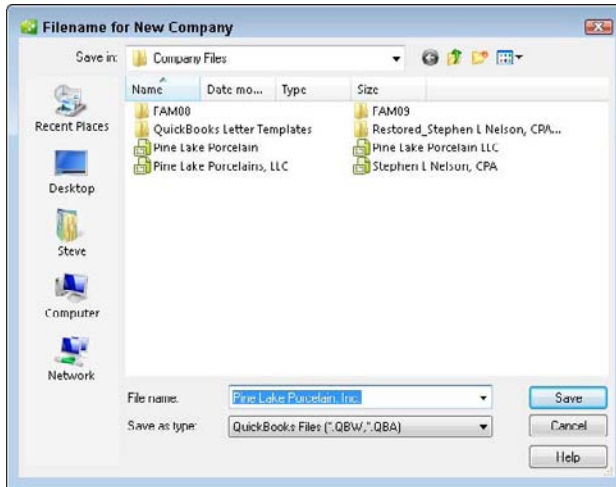 Filename for New Company
Save in: Company Files
Name Date mo... Type Size
FAM00 FAM09
QuickBooks Letter Templates Restored_Stephen L Nelson, CPA...
Pine Lake Porcelain Pine Lake Porcelain LLC
Pine Lake Porcelains, LLC Stephen L Nelson, CPA
Recent Places
Desktop
Steve
Computer
Network
File name: Pine Lake Porcelain, Inc. Save
Save as type: QuickBooks Files (*.QBW,*.QBA) Cancel
Help